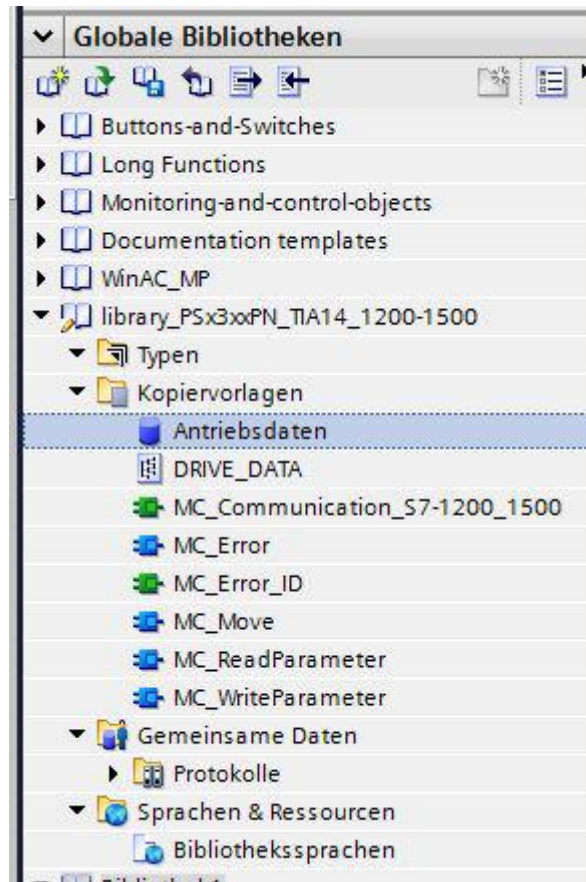 Globale Bibliotheken
Buttons-and-Switches
Long Functions
Monitoring-and-control-objects
Documentation templates
WinAC_MP
library_PSx3xxPN_TIA14_1200-1500
Typen
Kopiervorlagen
Antriebsdaten
DRIVE_DATA
MC_Communication_S7-1200_1500
MC_Error
MC_Error_ID
MC_Move
MC_ReadParameter
MC_WriteParameter
Gemeinsame Daten
Protokolle
Sprachen & Ressourcen
Bibliothekssprachen